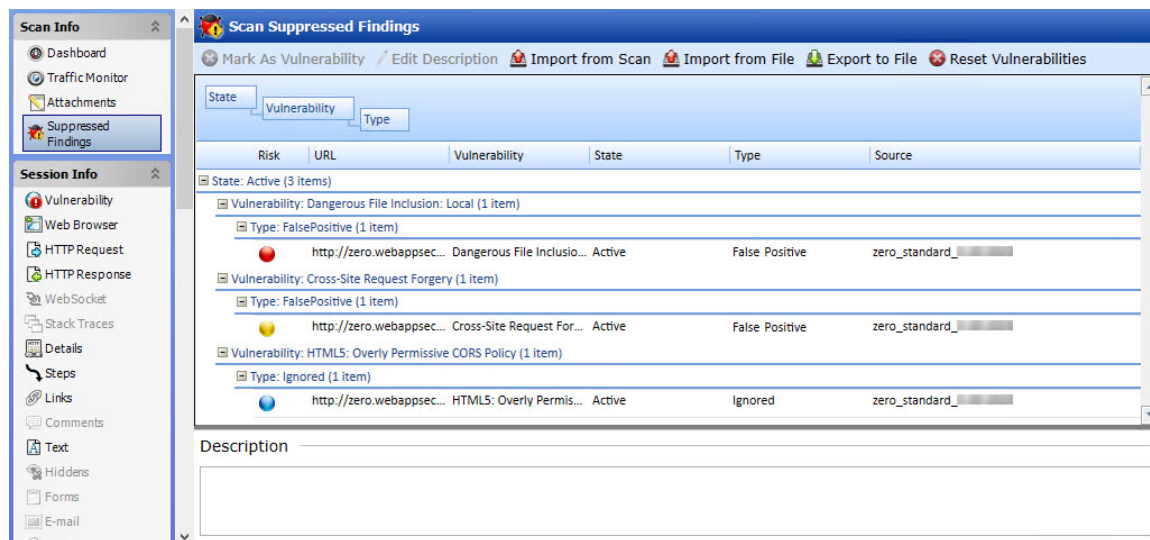 Scan Info
Dashboard
Traffic Monitor
Attachments
Suppressed
Findings
Session Info
Vulnerability
Web Browser
HTTP Request
HTTP Response
WebSocket
Stack Traces
Details
Steps
Links
Comments
Text
Hiddens
Forms
E-mail
Scan Suppressed Findings
Mark As Vulnerability Edit Description Import from Scan Import from File Export to File Reset Vulnerabilities
State
Vulnerability
Type
Risk URL Vulnerability State Type Source
State: Active (3 items)
Vulnerability: Dangerous File Inclusion: Local (1 item)
Type: FalsePositive (1 item)
http://zero.webappsec... Dangerous File Inclusio... Active False Positive zero_standard_
Vulnerability: Cross-Site Request Forgery (1 item)
Type: FalsePositive (1 item)
http://zero.webappsec... Cross-Site Request For... Active False Positive zero_standard_
Vulnerability: HTML5: Overly Permissive CORS Policy (1 item)
Type: Ignored (1 item)
http://zero.webappsec... HTML5: Overly Permis... Active Ignored zero_standard_
Description